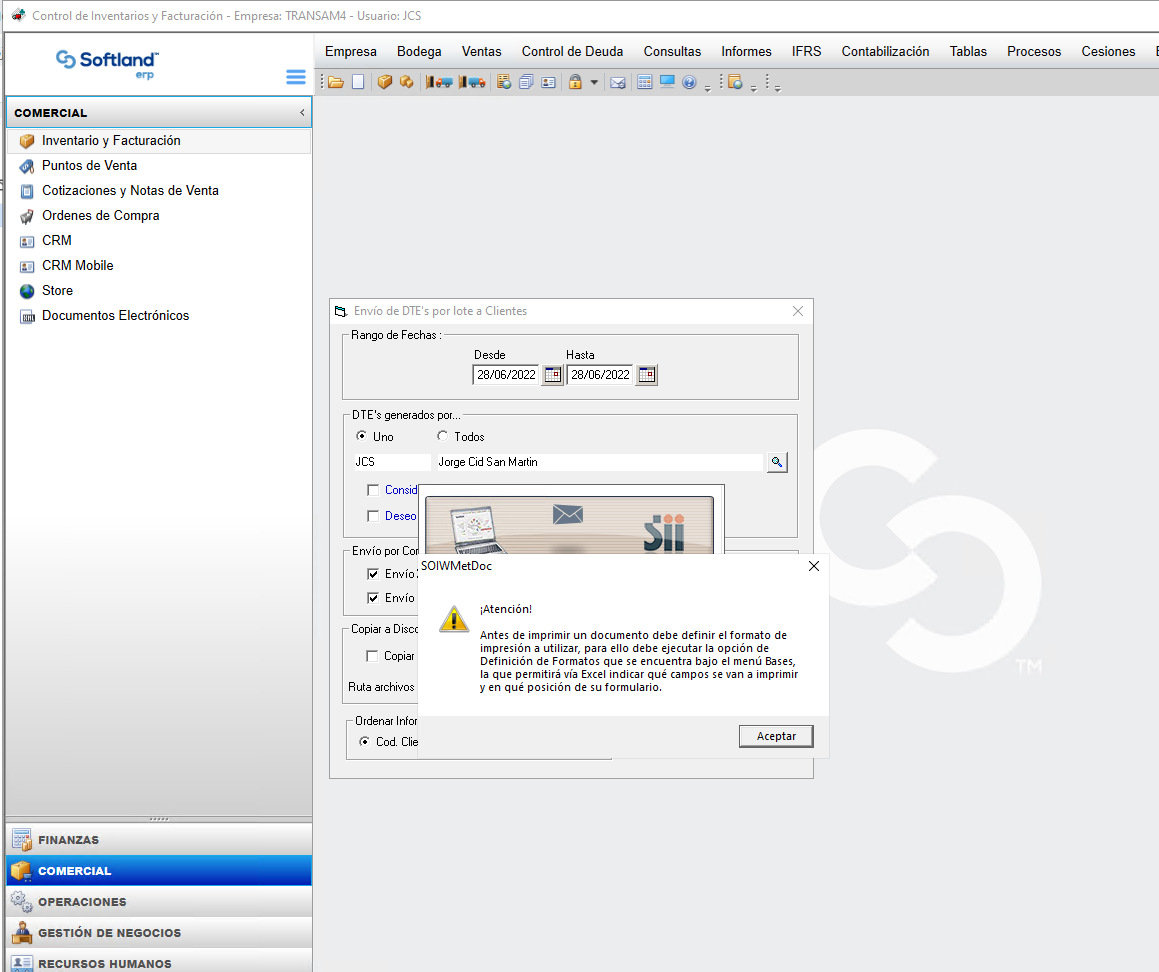 Control de Inventarios y Facturación - Empresa: TRANSAM4 - Usuario: JCS
Softland™
erp
Empresa Bodega Ventas Control de Deuda Consultas Informes IFRS Contabilización Tablas Procesos Cesiones
COMERCIAL
Inventario y Facturación
Puntos de Venta
Cotizaciones y Notas de Venta
Ordenes de Compra
CRM
CRM Mobile
Store
Documentos Electrónicos
Envío de DTE's por lote a Clientes
Rango de Fechas :
Desde Hasta
28/06/2022 28/06/2022
DTE's generados por...
Uno Todos
JCS Jorge Cid San Martin
Consid
Deseo
sii
Envío por Cor
Envío
Envío
Copiar a Disco
Copiar
Ruta archivos
Ordenar Infor
Cod. Clie
SOIWMetDoc
¡Atención!
Antes de imprimir un documento debe definir el formato de
impresión a utilizar, para ello debe ejecutar la opción de
Definición de Formatos que se encuentra bajo el menú Bases,
la que permitirá vía Excel indicar qué campos se van a imprimir
y en qué posición de su formulario.
Aceptar
TM
FINANZAS
COMERCIAL
OPERACIONES
GESTIÓN DE NEGOCIOS
RECURSOS HUMANOS